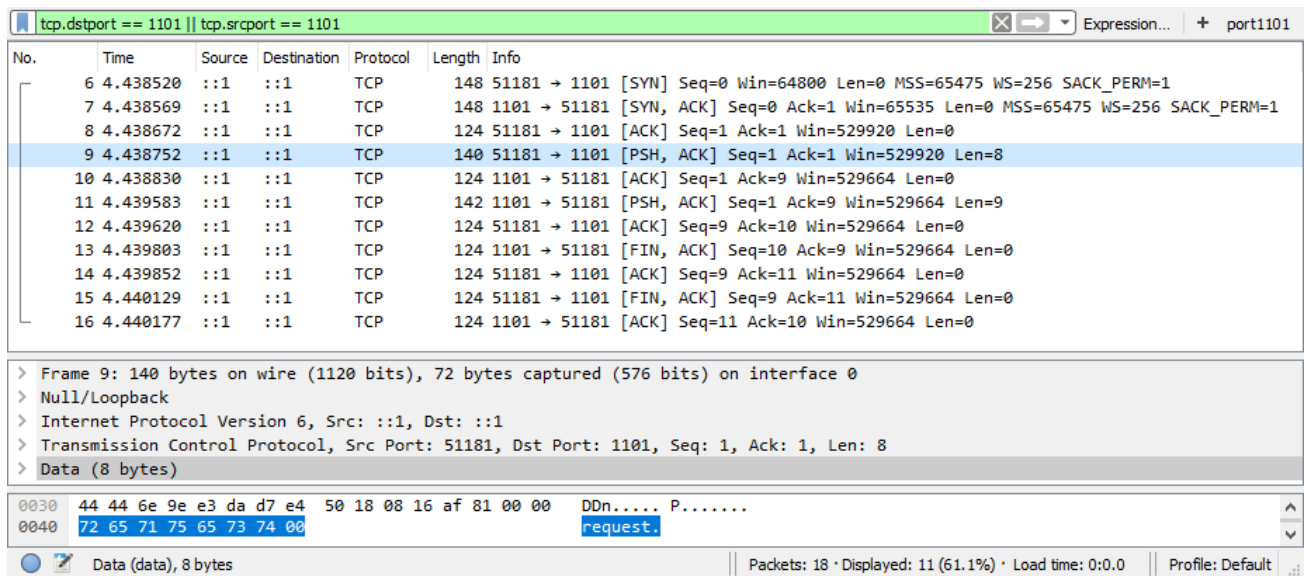 tcp.dstport == 1101 || tcp.srcport == 1101 Expression... + port1101
No. Time Source Destination Protocol Length Info
6 4.438520 ::1 ::1 TCP 148 51181 → 1101 [SYN] Seq=0 Win=64800 Len=0 MSS=65475 WS=256 SACK_PERM=1
7 4.438569 ::1 ::1 TCP 148 1101 → 51181 [SYN, ACK] Seq=0 Ack=1 Win=65535 Len=0 MSS=65475 WS=256 SACK_PERM=1
8 4.438672 ::1 ::1 TCP 124 51181 → 1101 [ACK] Seq=1 Ack=1 Win=529920 Len=0
9 4.438752 ::1 ::1 TCP 140 51181 → 1101 [PSH, ACK] Seq=1 Ack=1 Win=529920 Len=8
10 4.438830 ::1 ::1 TCP 124 1101 → 51181 [ACK] Seq=1 Ack=9 Win=529664 Len=0
11 4.439583 ::1 ::1 TCP 142 1101 → 51181 [PSH, ACK] Seq=1 Ack=9 Win=529664 Len=9
12 4.439620 ::1 ::1 TCP 124 51181 → 1101 [ACK] Seq=9 Ack=10 Win=529664 Len=0
13 4.439803 ::1 ::1 TCP 124 1101 → 51181 [FIN, ACK] Seq=10 Ack=9 Win=529664 Len=0
14 4.439852 ::1 ::1 TCP 124 51181 → 1101 [ACK] Seq=9 Ack=11 Win=529664 Len=0
15 4.440129 ::1 ::1 TCP 124 51181 → 1101 [FIN, ACK] Seq=9 Ack=11 Win=529664 Len=0
16 4.440177 ::1 ::1 TCP 124 1101 → 51181 [ACK] Seq=11 Ack=10 Win=529664 Len=0
> Frame 9: 140 bytes on wire (1120 bits), 72 bytes captured (576 bits) on interface 0
> Null/Loopback
> Internet Protocol Version 6, Src: ::1, Dst: ::1
> Transmission Control Protocol, Src Port: 51181, Dst Port: 1101, Seq: 1, Ack: 1, Len: 8
> Data (8 bytes)
0030 44 44 6e 9e e3 da d7 e4 50 18 08 16 af 81 00 00 DDn..... P.......
0040 72 65 71 75 65 73 74 00 request.
Data (data), 8 bytes Packets: 18 · Displayed: 11 (61.1%) · Load time: 0:0.0 Profile: Default